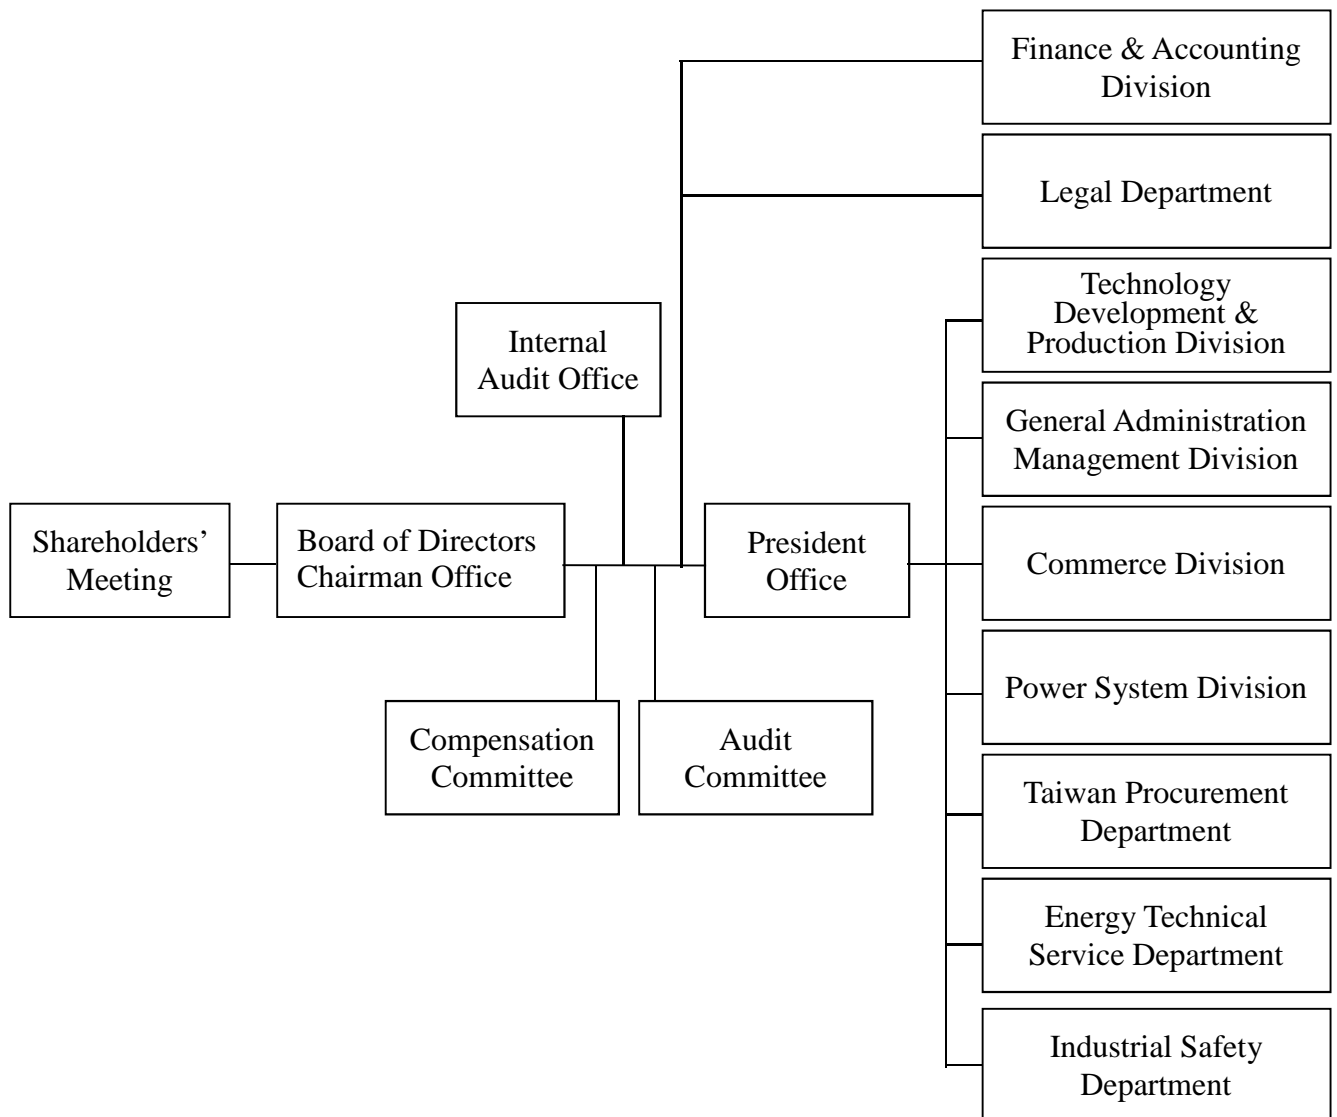 Finance & Accounting
Division
Legal Department
Technology
Development &
Production Division
Internal
Audit Office
General Administration
Management Division
Shareholders’
Meeting
Board of Directors
Chairman Office
President
Office
Commerce Division
Power System Division
Compensation
Committee
Audit
Committee
Taiwan Procurement
Department
Energy Technical
Service Department
Industrial Safety
Department